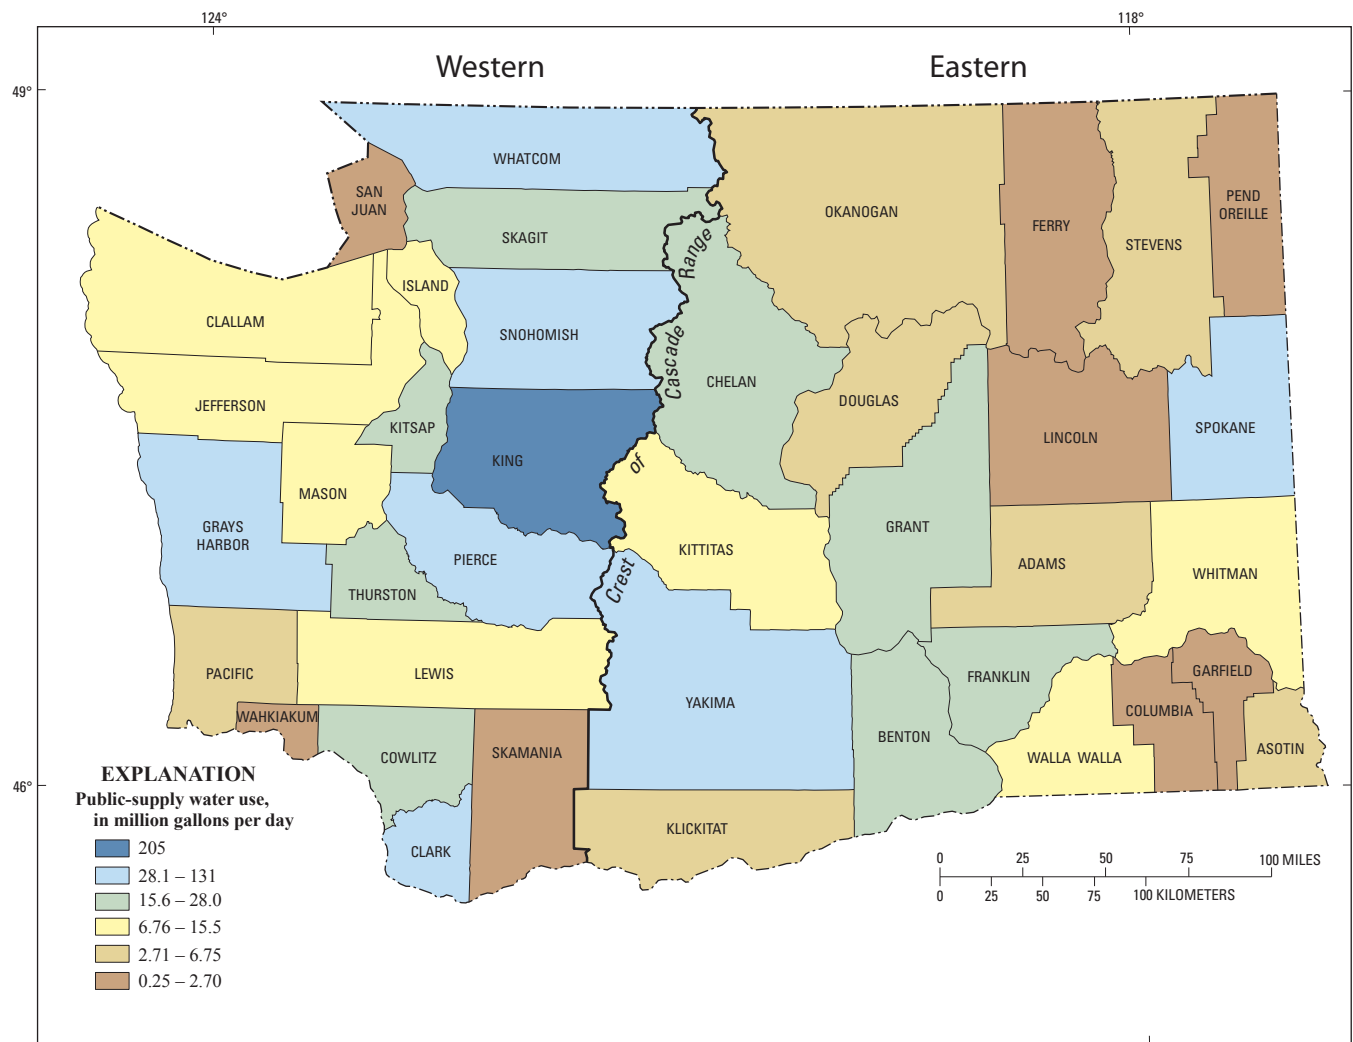 124°
118°
Western
Eastern
49°
WHATCOM
SAN
JUAN
SKAGIT
OKANOGAN
FERRY
STEVENS
PEND
OREILLE
ISLAND
CLALLAM
SNOHOMISH
Crest of Cascade Range
CHELAN
JEFFERSON
KITSAP
DOUGLAS
LINCOLN
SPOKANE
KING
MASON
GRAYS
HARBOR
PIERCE
KITTITAS
GRANT
ADAMS
WHITMAN
THURSTON
PACIFIC
LEWIS
YAKIMA
FRANKLIN
GARFIELD
COLUMBIA
WAHKIAKUM
COWLITZ
SKAMANIA
BENTON
WALLA WALLA
ASOTIN
46°
KLICKITAT
CLARK
EXPLANATION
Public-supply water use,
in million gallons per day
205
28.1 – 131
15.6 – 28.0
6.76 – 15.5
2.71 – 6.75
0.25 – 2.70
0 25 50 75 100 MILES
0 25 50 75 100 KILOMETERS